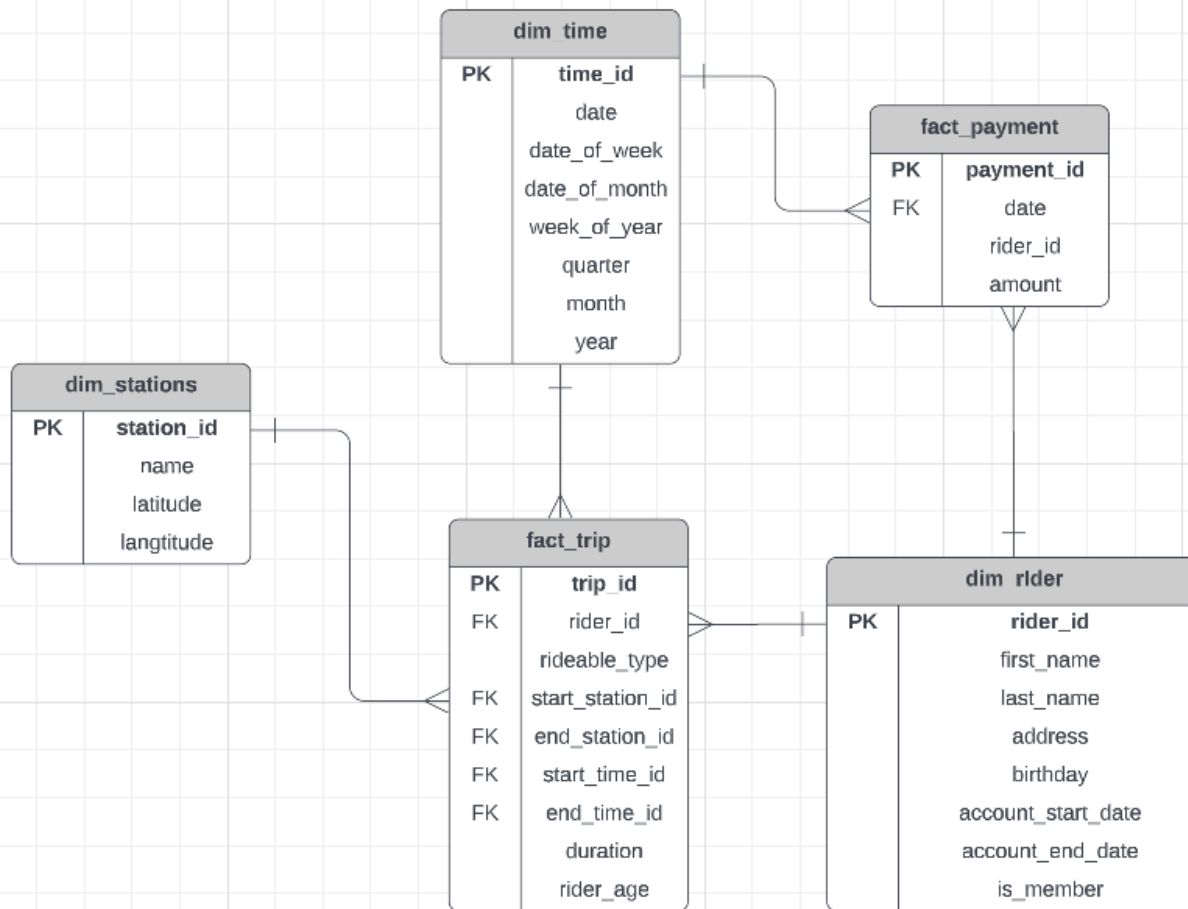 dim_time
PK time_id
date
date_of_week
date_of_month
week_of_year
quarter
month
year
fact_payment
PK payment_id
FK date
rider_id
amount
dim_stations
PK station_id
name
latitude
langtitude
fact_trip
PK trip_id
FK rider_id
rideable_type
FK start_station_id
FK end_station_id
FK start_time_id
FK end_time_id
duration
rider_age
dim_rIder
PK rider_id
first_name
last_name
address
birthday
account_start_date
account_end_date
is_member